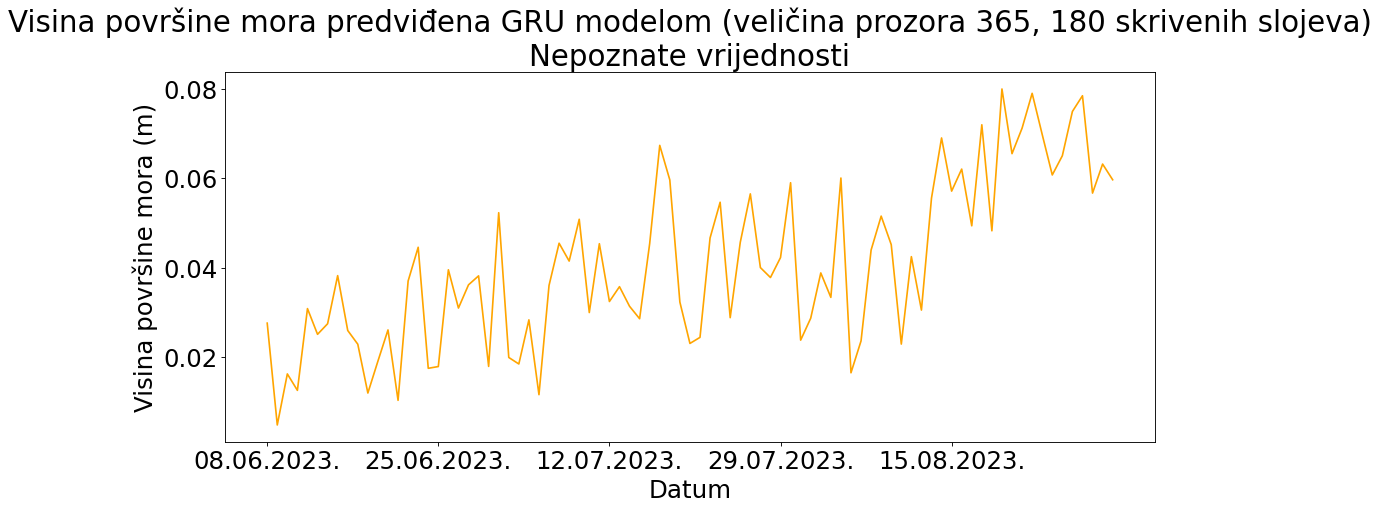 Visina površine mora predviđena GRU modelom (veličina prozora 365, 180 skrivenih slojeva)
Nepoznate vrijednosti
Visina površine mora (m)
0.08
0.06
0.04
0.02
08.06.2023. 25.06.2023. 12.07.2023. 29.07.2023. 15.08.2023.
Datum